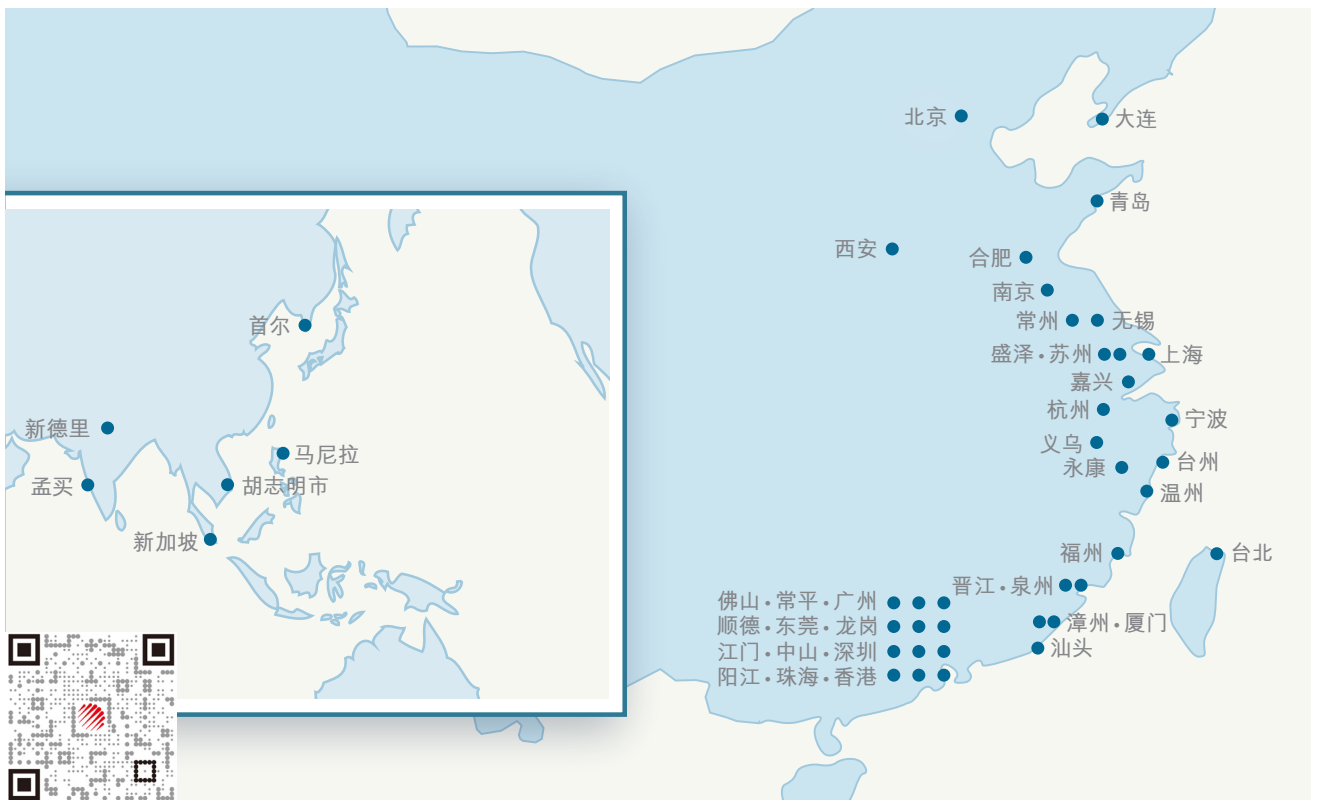 北京
大连
青岛
西安
合肥
南京
常州
无锡
盛泽·苏州
上海
嘉兴
杭州
宁波
义乌
永康
台州
温州
福州
台北
晋江·泉州
佛山·常平·广州
顺德·东莞·龙岗
漳州·厦门
江门·中山·深圳
汕头
阳江·珠海·香港
首尔
新德里
马尼拉
孟买
胡志明市
新加坡